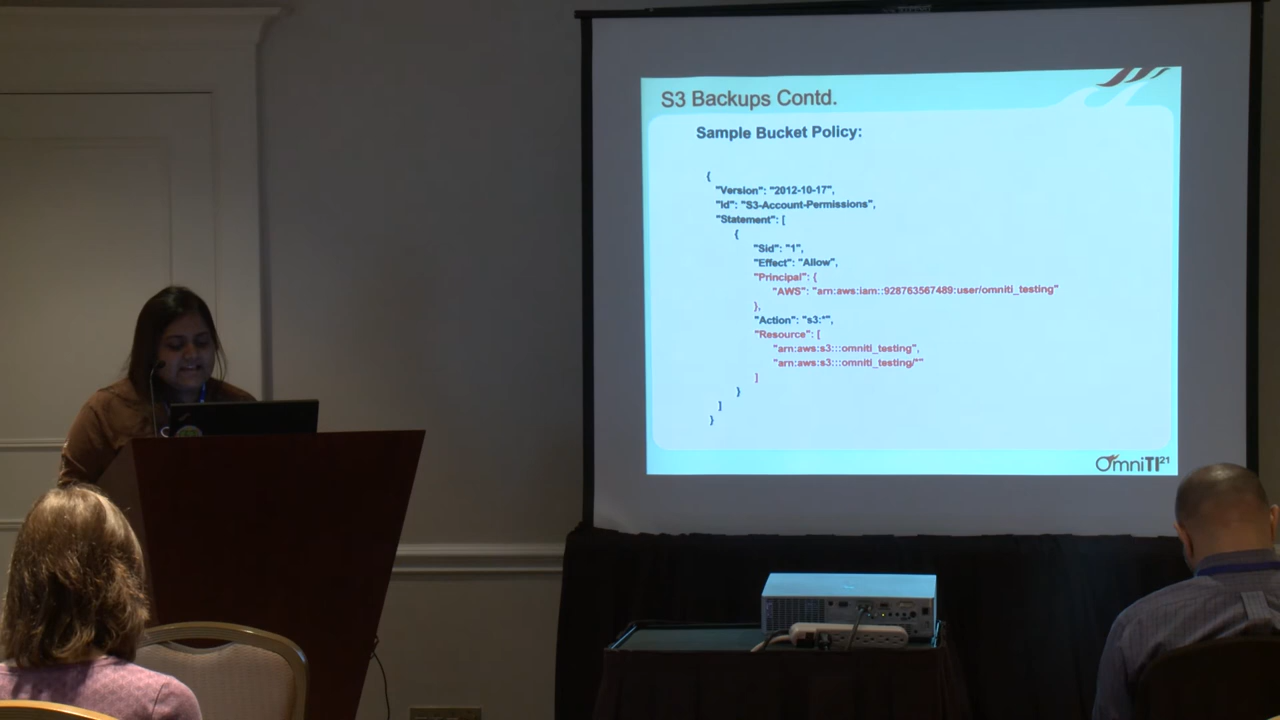 S3 Backups Contd.
Sample Bucket Policy:
{
"Version": "2012-10-17",
"Id": "S3-Account-Permissions",
"Statement": [
{
"Sid": "1",
"Effect": "Allow",
"Principal": {
"AWS": "arn:aws:iam::928763567489:user/omniti_testing"
},
"Action": "s3:*",
"Resource": [
"arn:aws:s3:::omniti_testing",
"arn:aws:s3:::omniti_testing/*"
]
}
]
}
OmniTI 21